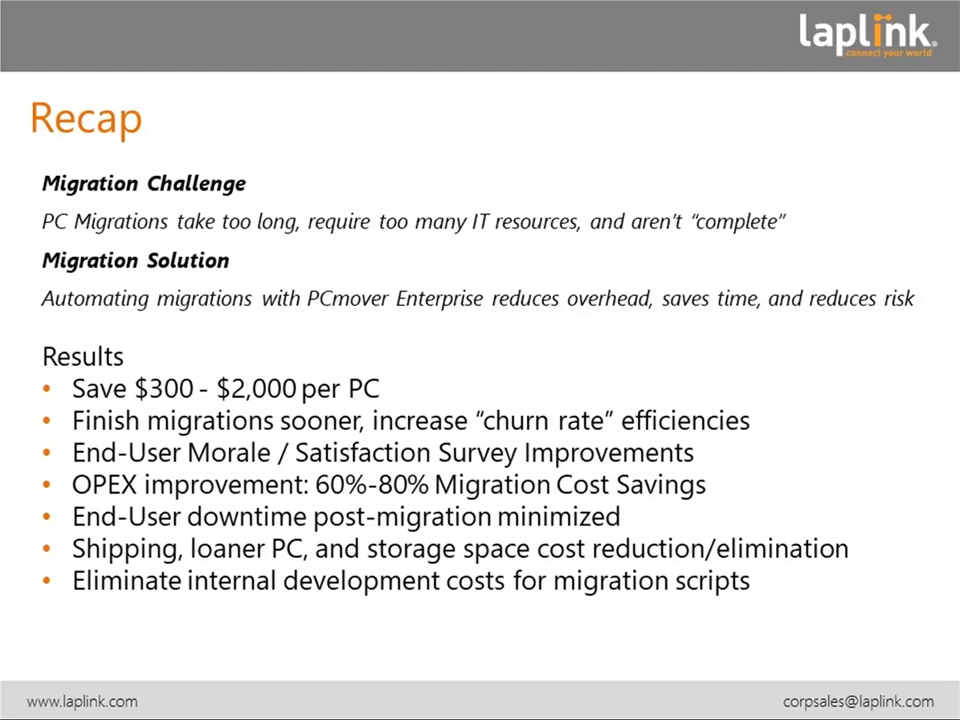 laplink.
connect your world
Recap
Migration Challenge
PC Migrations take too long, require too many IT resources, and aren't “complete”
Migration Solution
Automating migrations with PCmover Enterprise reduces overhead, saves time, and reduces risk
Results
• Save $300 - $2,000 per PC
• Finish migrations sooner, increase “churn rate” efficiencies
• End-User Morale / Satisfaction Survey Improvements
• OPEX improvement: 60%-80% Migration Cost Savings
• End-User downtime post-migration minimized
• Shipping, loaner PC, and storage space cost reduction/elimination
• Eliminate internal development costs for migration scripts
www.laplink.com
corpsales@laplink.com